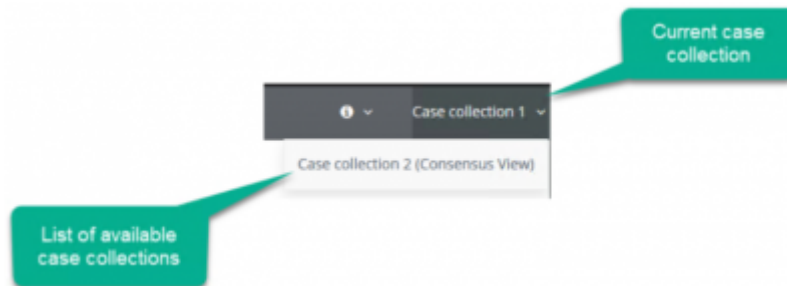 Current case
collection
Case collection 1
Case collection 2 (Consensus View)
List of available
case collections